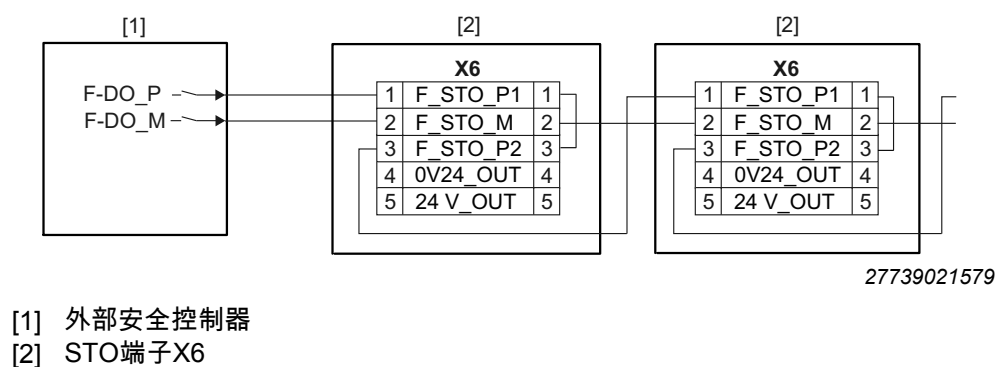 [1] [2] [2]
X6 X6
F-DO_P 1 F_STO_P1 1 1 F_STO_P1 1
F-DO_M 2 F_STO_M 2 2 F_STO_M 2
3 F_STO_P2 3 3 F_STO_P2 3
4 0V24_OUT 4 4 0V24_OUT 4
5 24 V_OUT 5 5 24 V_OUT 5
27739021579
[1] 外部安全控制器
[2] STO端子X6